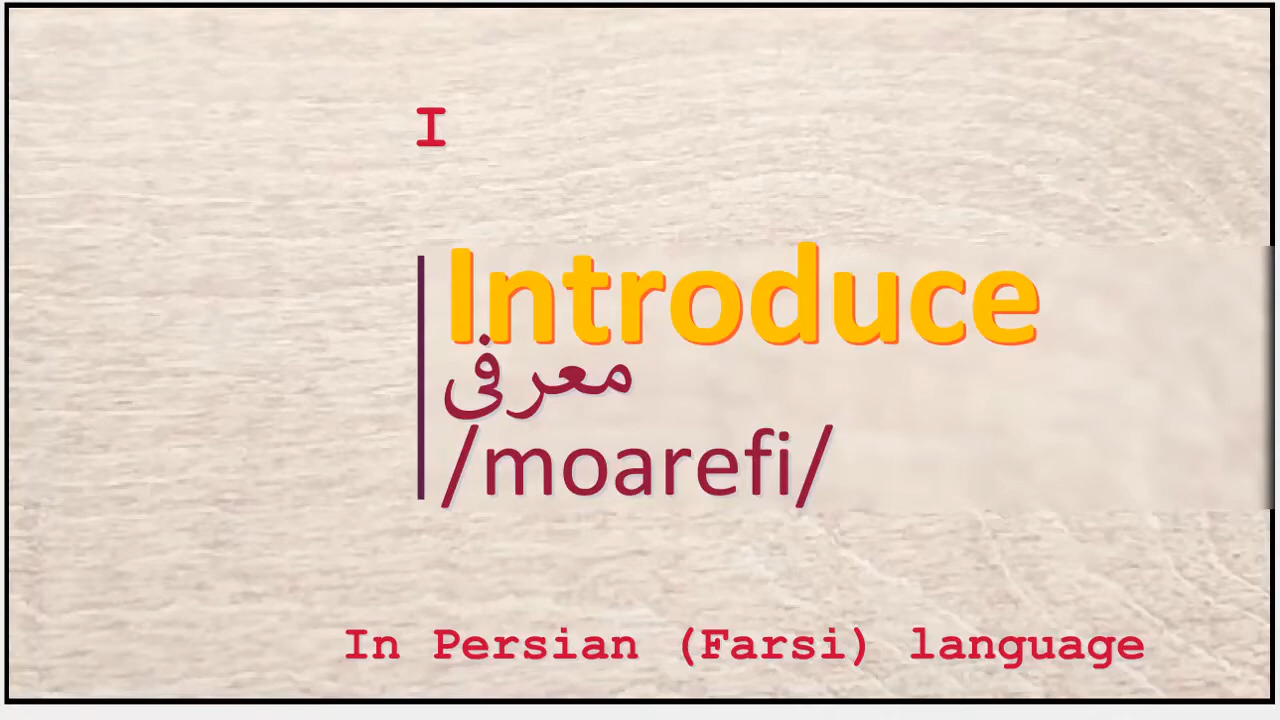 I
Introduce
معرفی
/moarefi/
In Persian (Farsi) language